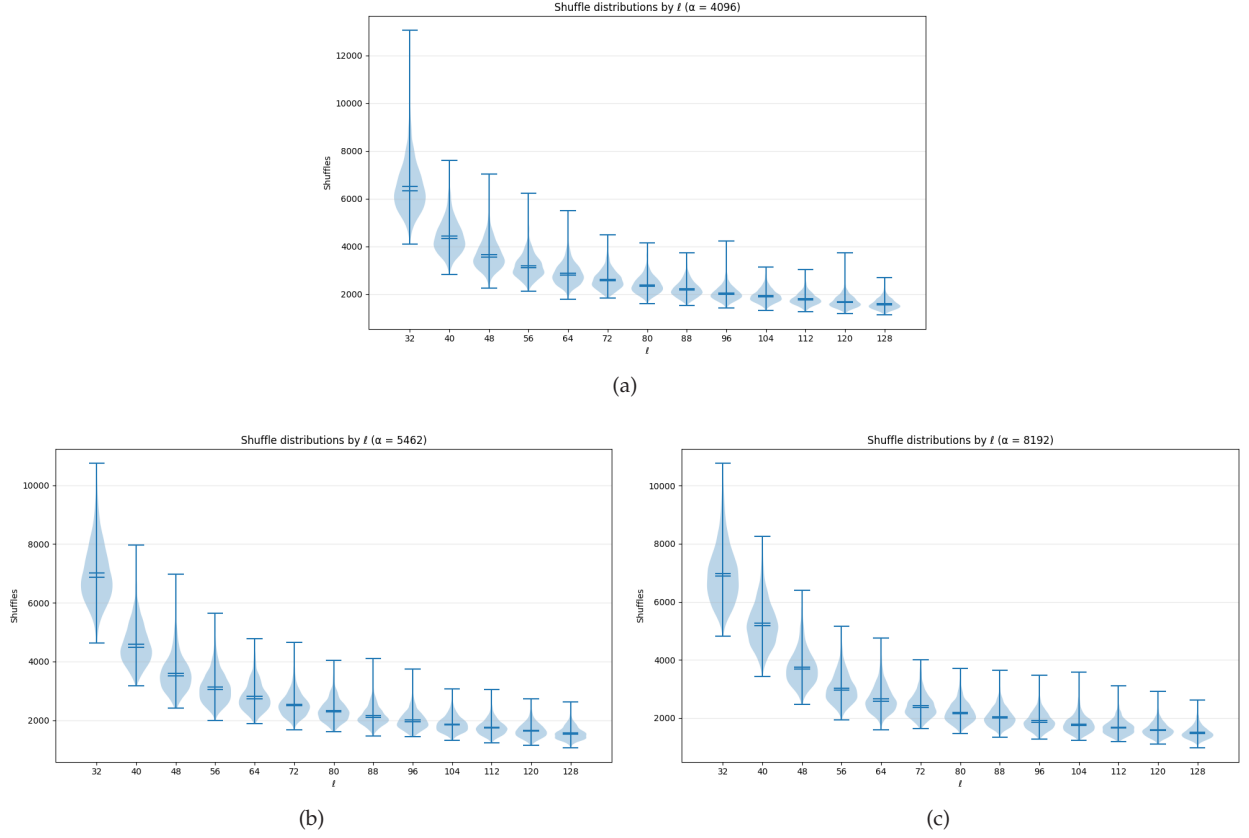 Shuffle distributions by ℓ (α = 4096)
12000
10000
8000
6000
4000
2000
Shuffles
32 40 48 56 64 72 80 88 96 104 112 120 128
ℓ
(a)
Shuffle distributions by ℓ (α = 5462)
10000
8000
6000
4000
2000
Shuffles
32 40 48 56 64 72 80 88 96 104 112 120 128
ℓ
(b)
Shuffle distributions by ℓ (α = 8192)
10000
8000
6000
4000
2000
Shuffles
32 40 48 56 64 72 80 88 96 104 112 120 128
ℓ
(c)